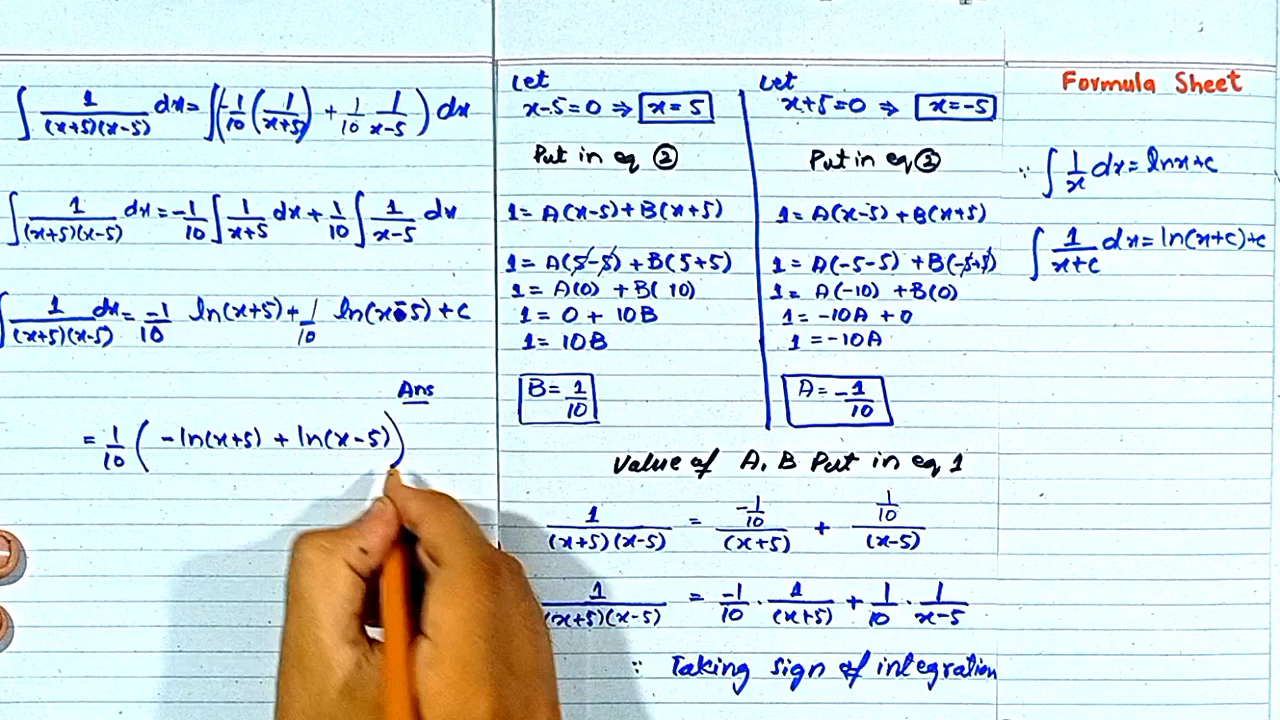 ∫ 1/(x+5)(x-5) dx = ∫(-1/10 (1/(x+5)) + 1/10 1/(x-5)) dx
∫ 1/(x+5)(x-5) dx = -1/10 ∫ 1/(x+5) dx + 1/10 ∫ 1/(x-5) dx
∫ 1/(x+5)(x-5) dx = -1/10 ln(x+5) + 1/10 ln(x-5) + c
Ans
= 1/10 ( -ln(x+5) + ln(x-5) )
Let
x-5=0 ⇒ x=5
Put in eq ②
1=A(x-5)+B(x+5)
1=A(5-5)+B(5+5)
1=A(0)+B(10)
1=0+10B
1=10B
B=1/10
Let
x+5=0 ⇒ x=-5
Put in eq ②
1=A(x-5)+B(x+5)
1=A(-5-5)+B(-5+5)
1=A(-10)+B(0)
1=-10A+0
1=-10A
A=-1/10
Value of A, B Put in eq 1
1/(x+5)(x-5) = -1/10/(x+5) + 1/10/(x-5)
1/(x+5)(x-5) = -1/10 · 1/(x+5) + 1/10 · 1/(x-5)
∵ Taking sign of integration
Formula Sheet
∵ ∫ 1/x dx = lnx+c
∫ 1/(x+c) dx = ln(x+c)+c